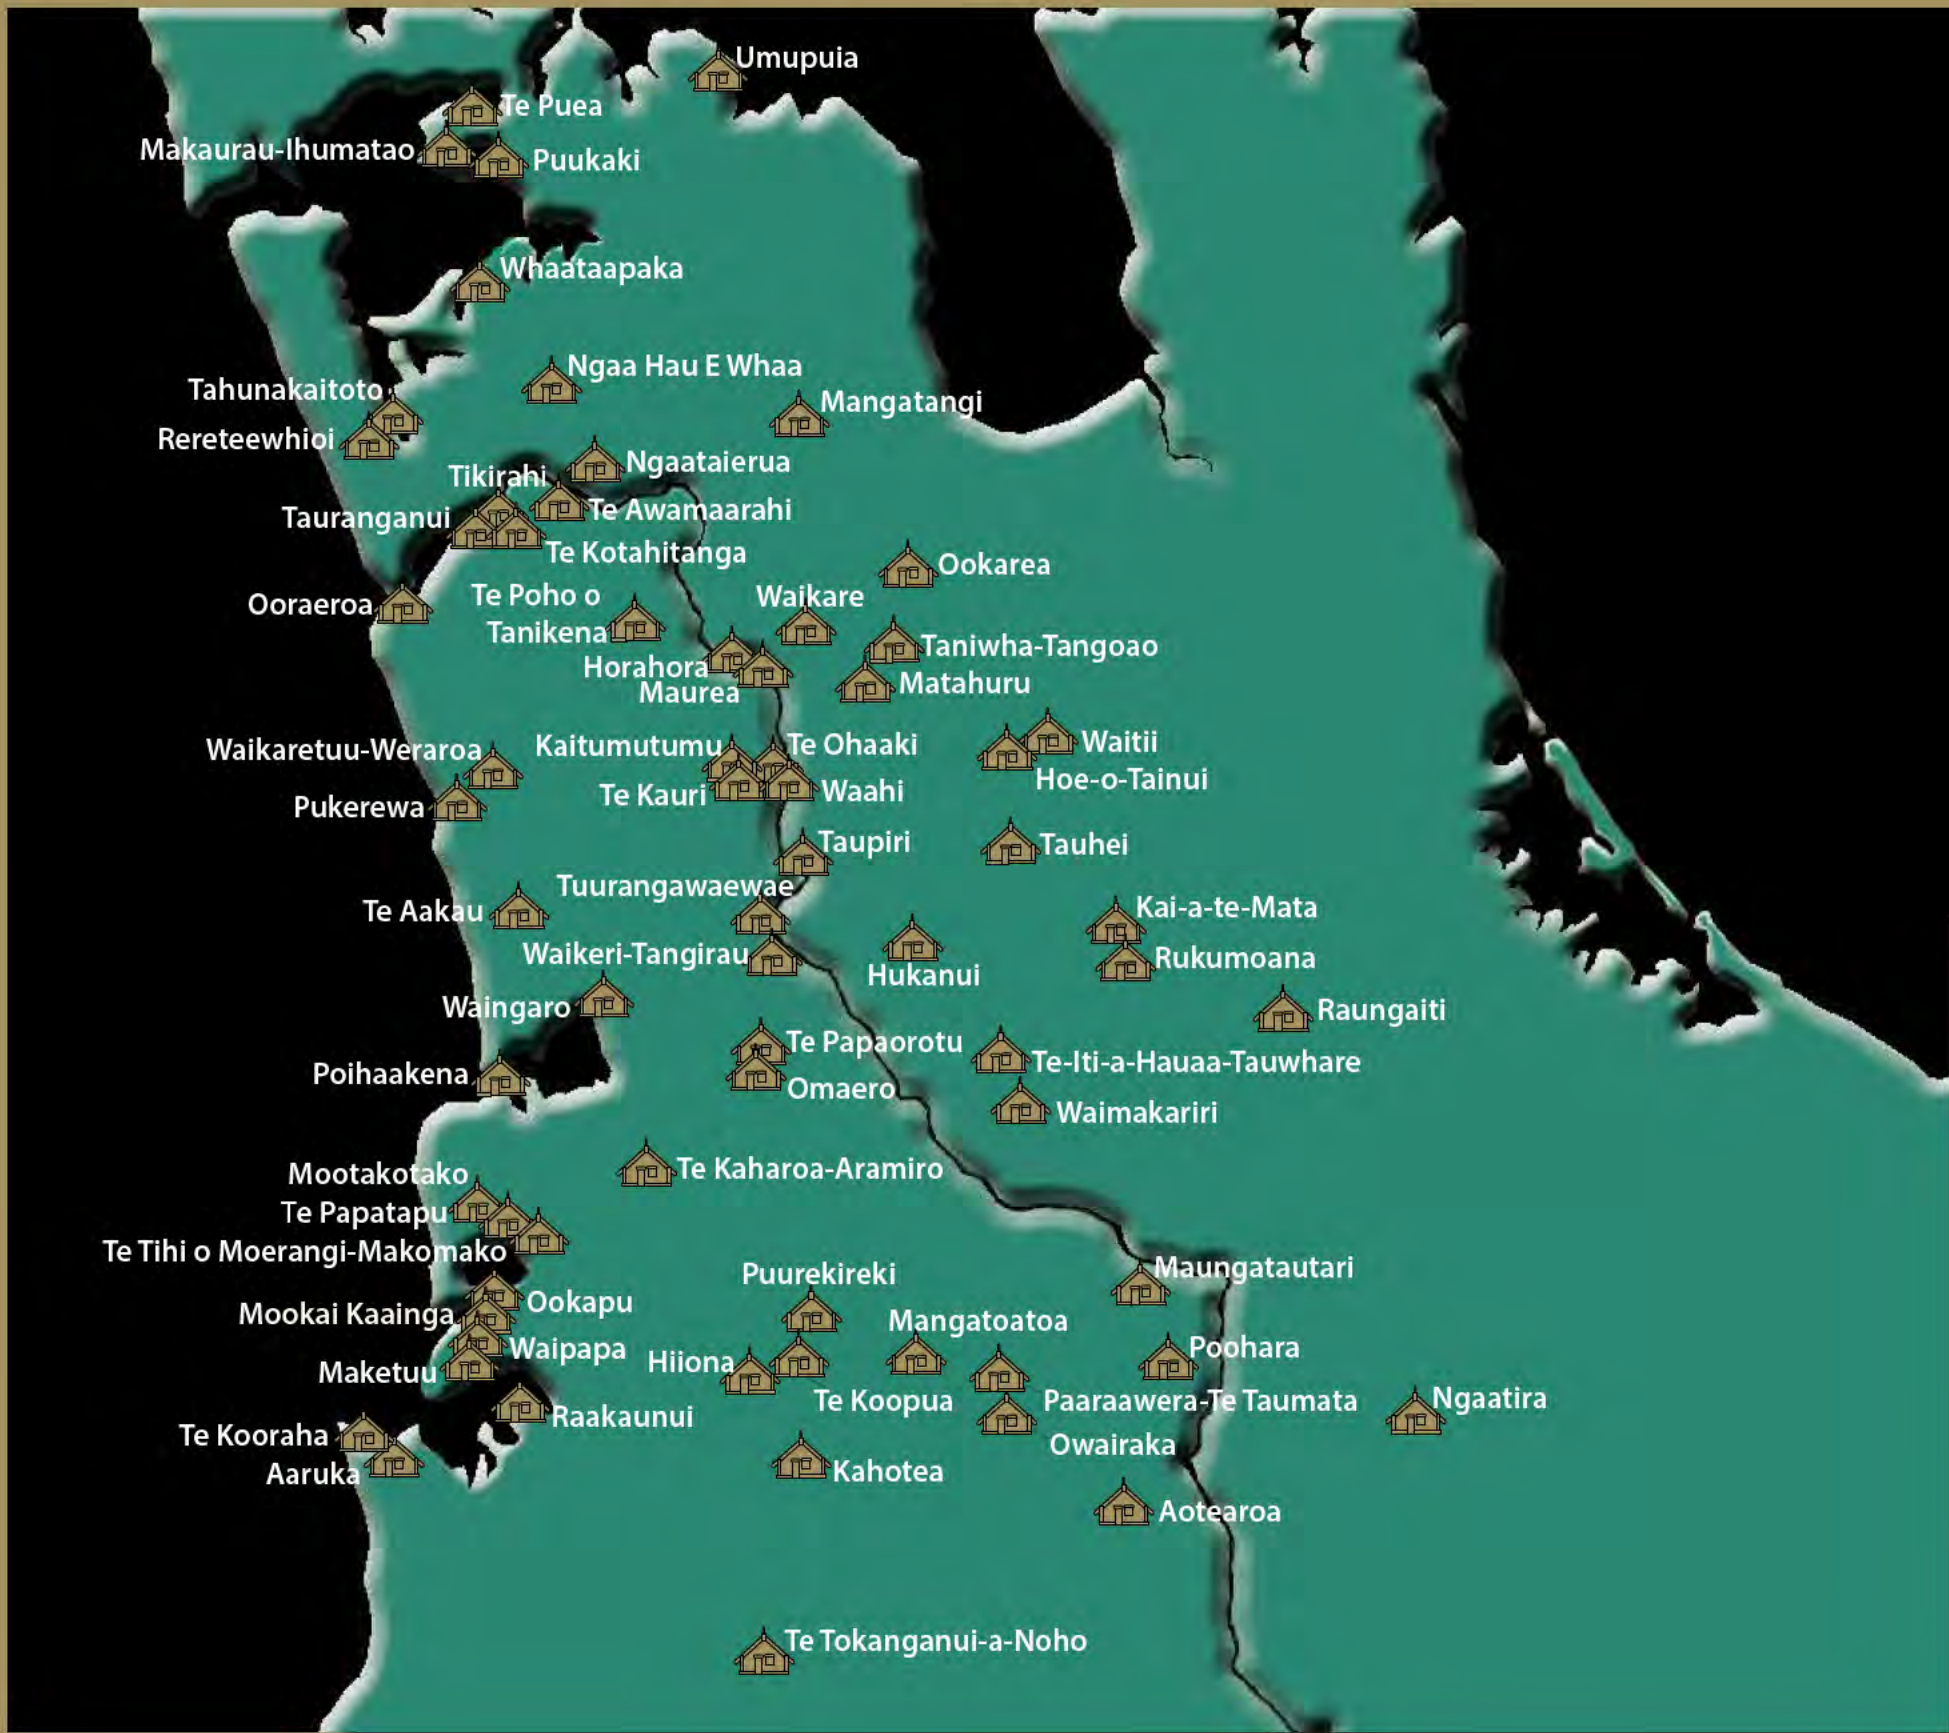 Umupuia
Te Puea
Makaurau-Ihumatao
Puukaki
Whaataapaka
Ngaa Hau E Whaa
Tahunakaitoto
Mangatangi
Rereteewhioi
Ngaataierua
Tikirahi
Te Awamaarahi
Tauranganui
Te Kotahitanga
Ookarea
Te Poho o
Tanikena
Waikare
Ooraeroa
Taniwha-Tangoao
Horahora
Matahuru
Maurea
Waitii
Kaitumutumu
Te Ohaaki
Waikaretuu-Weraroa
Hoe-o-Tainui
Te Kauri
Waahi
Pukerewa
Taupiri
Tauhei
Tuurangawaewae
Te Aakau
Kai-a-te-Mata
Waikeri-Tangirau
Rukumoana
Hukanui
Waingaro
Raungaiti
Te Papaorotu
Te-Iti-a-Hauaa-Tauwhare
Poihaakena
Omaero
Waimakariri
Te Kaharoa-Aramiro
Mootakotako
Te Papatapu
Te Tihi o Moerangi-Makomako
Maungatautari
Puurekireki
Ookapu
Mookai Kaainga
Mangatoatoa
Waipapa
Poohara
Hiiona
Maketuu
Te Koopua
Paaraawera-Te Taumata
Ngaatira
Raakaunui
Te Kooraha
Owairaka
Aaruka
Kahotea
Aotearoa
Te Tokanganui-a-Noho